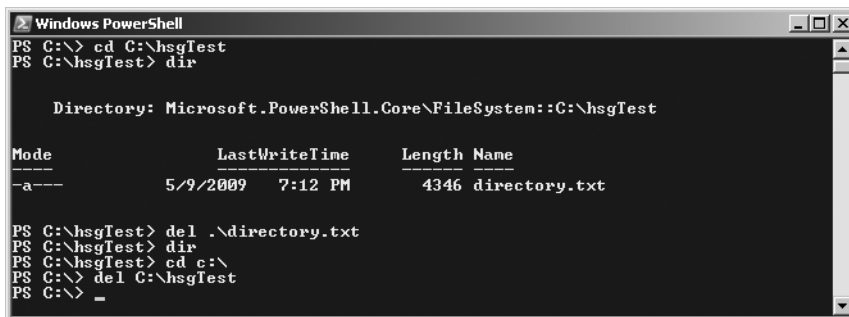 Windows PowerShell
PS C:\> cd C:\hsgTest
PS C:\hsgTest> dir
Directory: Microsoft.PowerShell.Core\FileSystem::C:\hsgTest
Mode LastWriteTime Length Name
---- ------------- ------ ----
-a--- 5/9/2009 7:12 PM 4346 directory.txt
PS C:\hsgTest> del .\directory.txt
PS C:\hsgTest> dir
PS C:\hsgTest> cd c:\
PS C:\> del C:\hsgTest
PS C:\> _